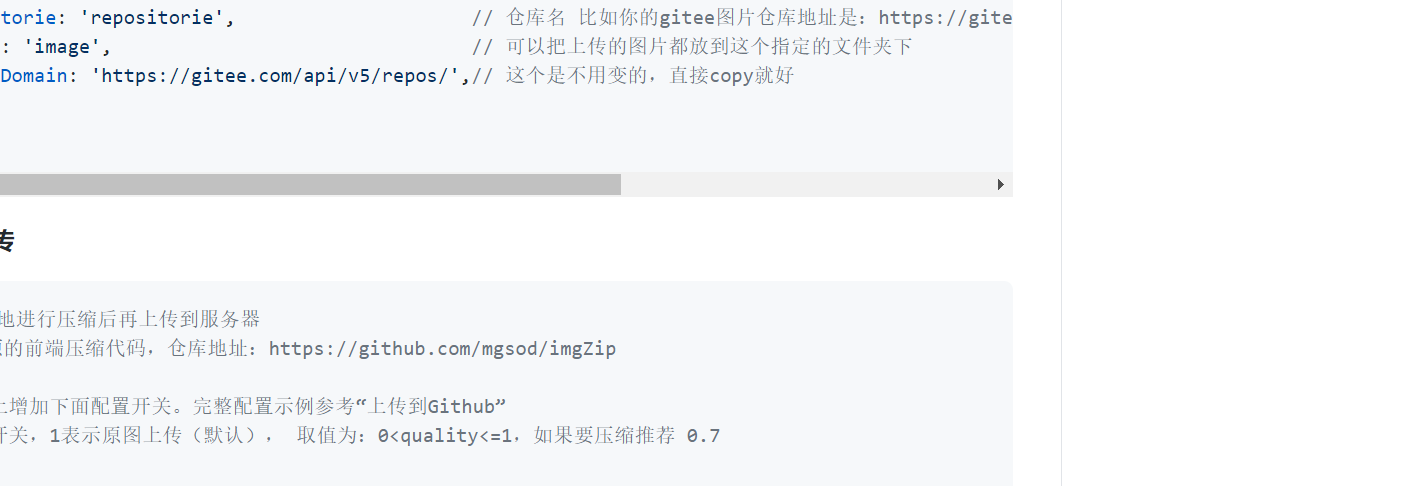 torie: 'repositorie', // 仓库名 比如你的gitee图片仓库地址是：https://gite
: 'image', // 可以把上传的图片都放到这个指定的文件夹下
Domain: 'https://gitee.com/api/v5/repos/',// 这个是不用变的，直接copy就好
传
地进行压缩后再上传到服务器
的前端压缩代码，仓库地址：https://github.com/mgsod/imgZip
上增加下面配置开关。完整配置示例参考“上传到Github”
开关，1表示原图上传（默认）， 取值为：0<quality<=1，如果要压缩推荐 0.7